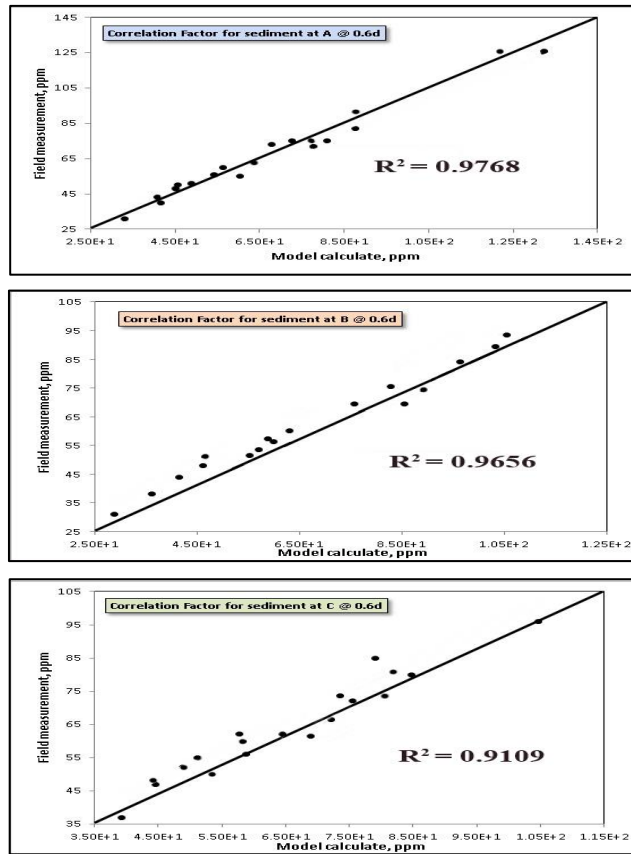 145
Correlation Factor for sediment at A @ 0.6d
125
105
85
65
45
25
Field measurement, ppm
R² = 0.9768
2.50E+1 4.50E+1 6.50E+1 8.50E+1 1.05E+2 1.25E+2 1.45E+2
Model calculate, ppm
105
Correlation Factor for sediment at B @ 0.6d
95
85
75
65
55
45
35
25
Field measurement, ppm
R² = 0.9656
2.50E+1 4.50E+1 6.50E+1 8.50E+1 1.05E+2 1.25E+2
Model calculate, ppm
105
Correlation Factor for sediment at C @ 0.6d
95
85
75
65
55
45
35
Field measurement, ppm
R² = 0.9109
3.50E+1 4.50E+1 5.50E+1 6.50E+1 7.50E+1 8.50E+1 9.50E+1 1.05E+2 1.15E+2
Model calculate, ppm